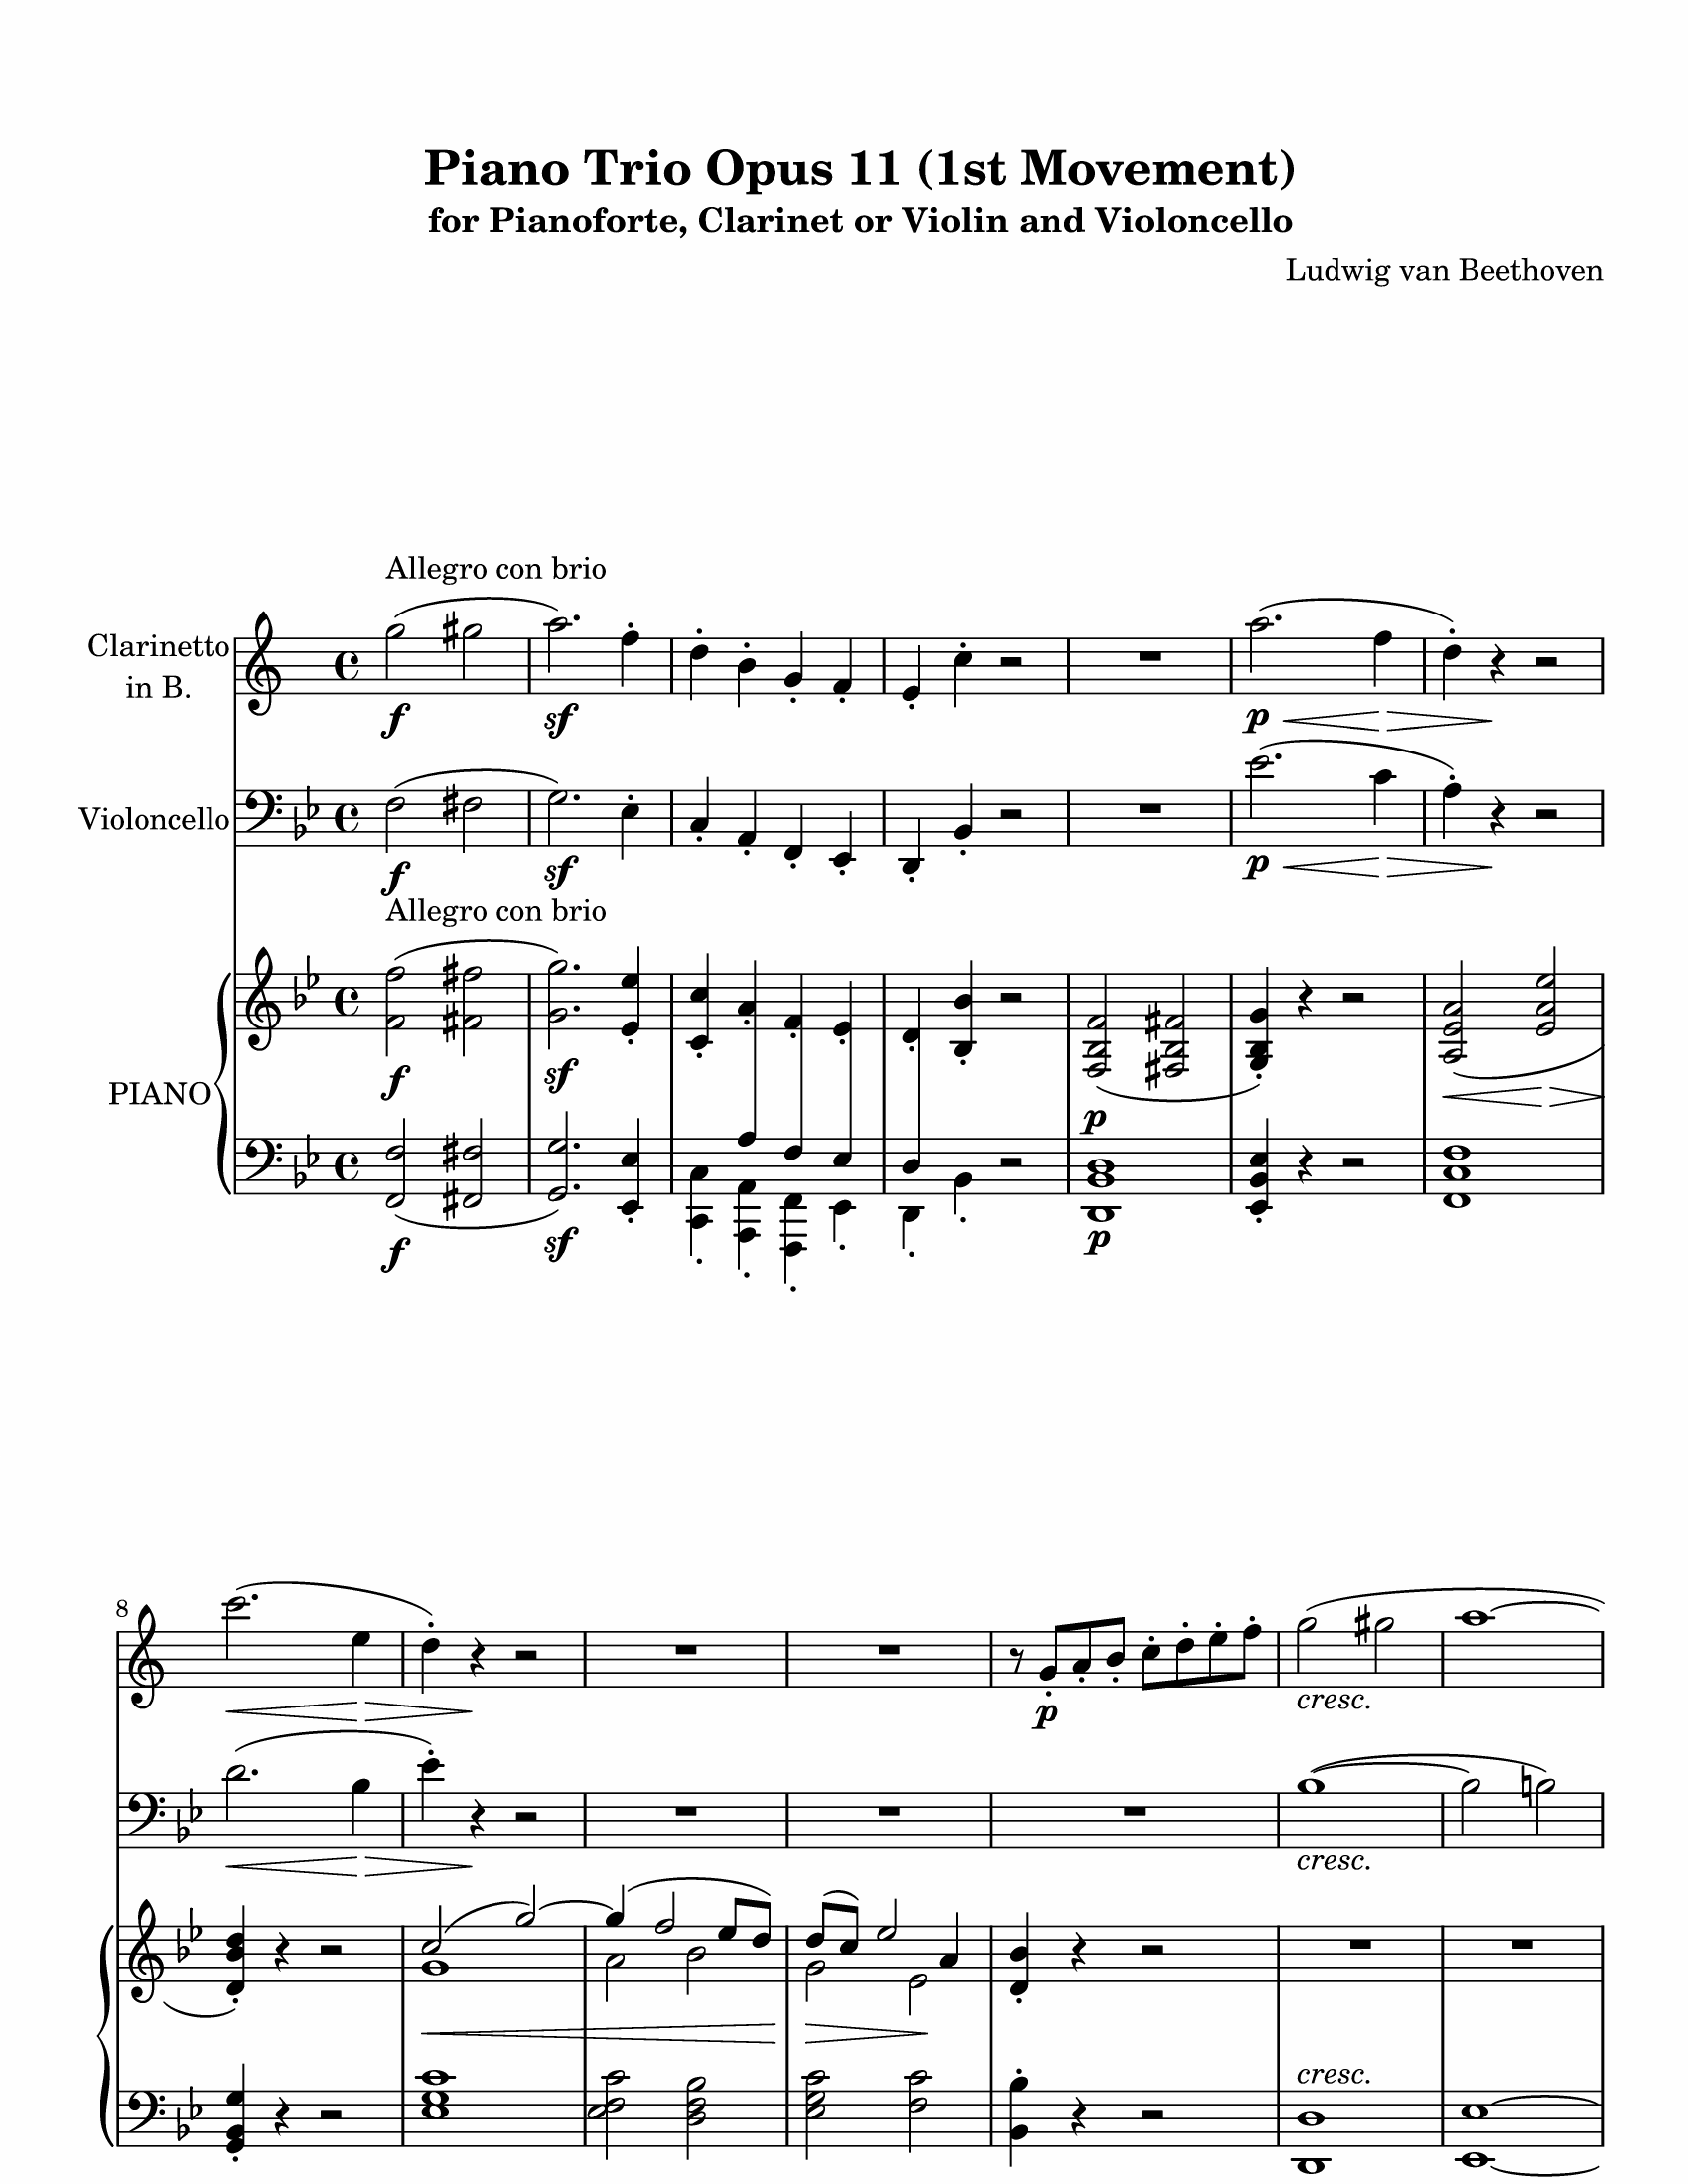 Piano Trio Opus 11 (1st Movement)
for Pianoforte, Clarinet or Violin and Violoncello
Ludwig van Beethoven
Allegro con brio
Clarinetto
in B.
f
sf
p
Violoncello
f
sf
p
Allegro con brio
PIANO
f
sf
p
f
sf
p
8
p
cresc.
cresc.
cresc.